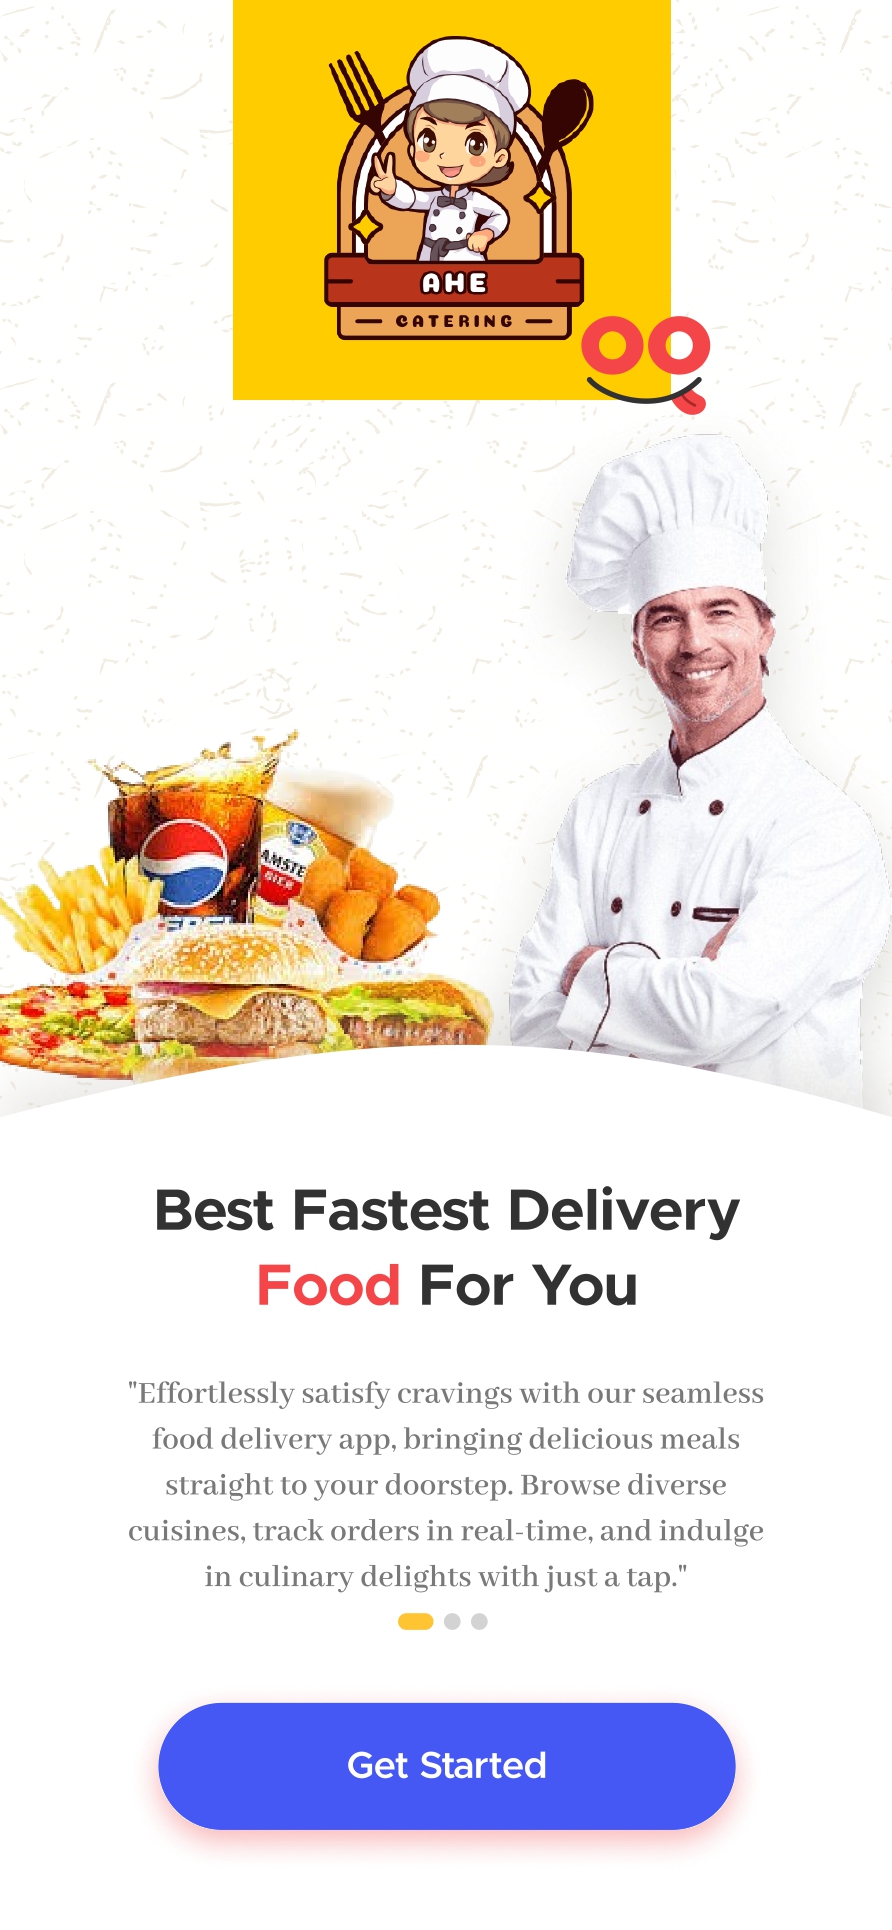 AHE
CATERING
AMSTE
BIER
Best Fastest Delivery
Food For You
"Effortlessly satisfy cravings with our seamless
food delivery app, bringing delicious meals
straight to your doorstep. Browse diverse
cuisines, track orders in real-time, and indulge
in culinary delights with just a tap."
Get Started